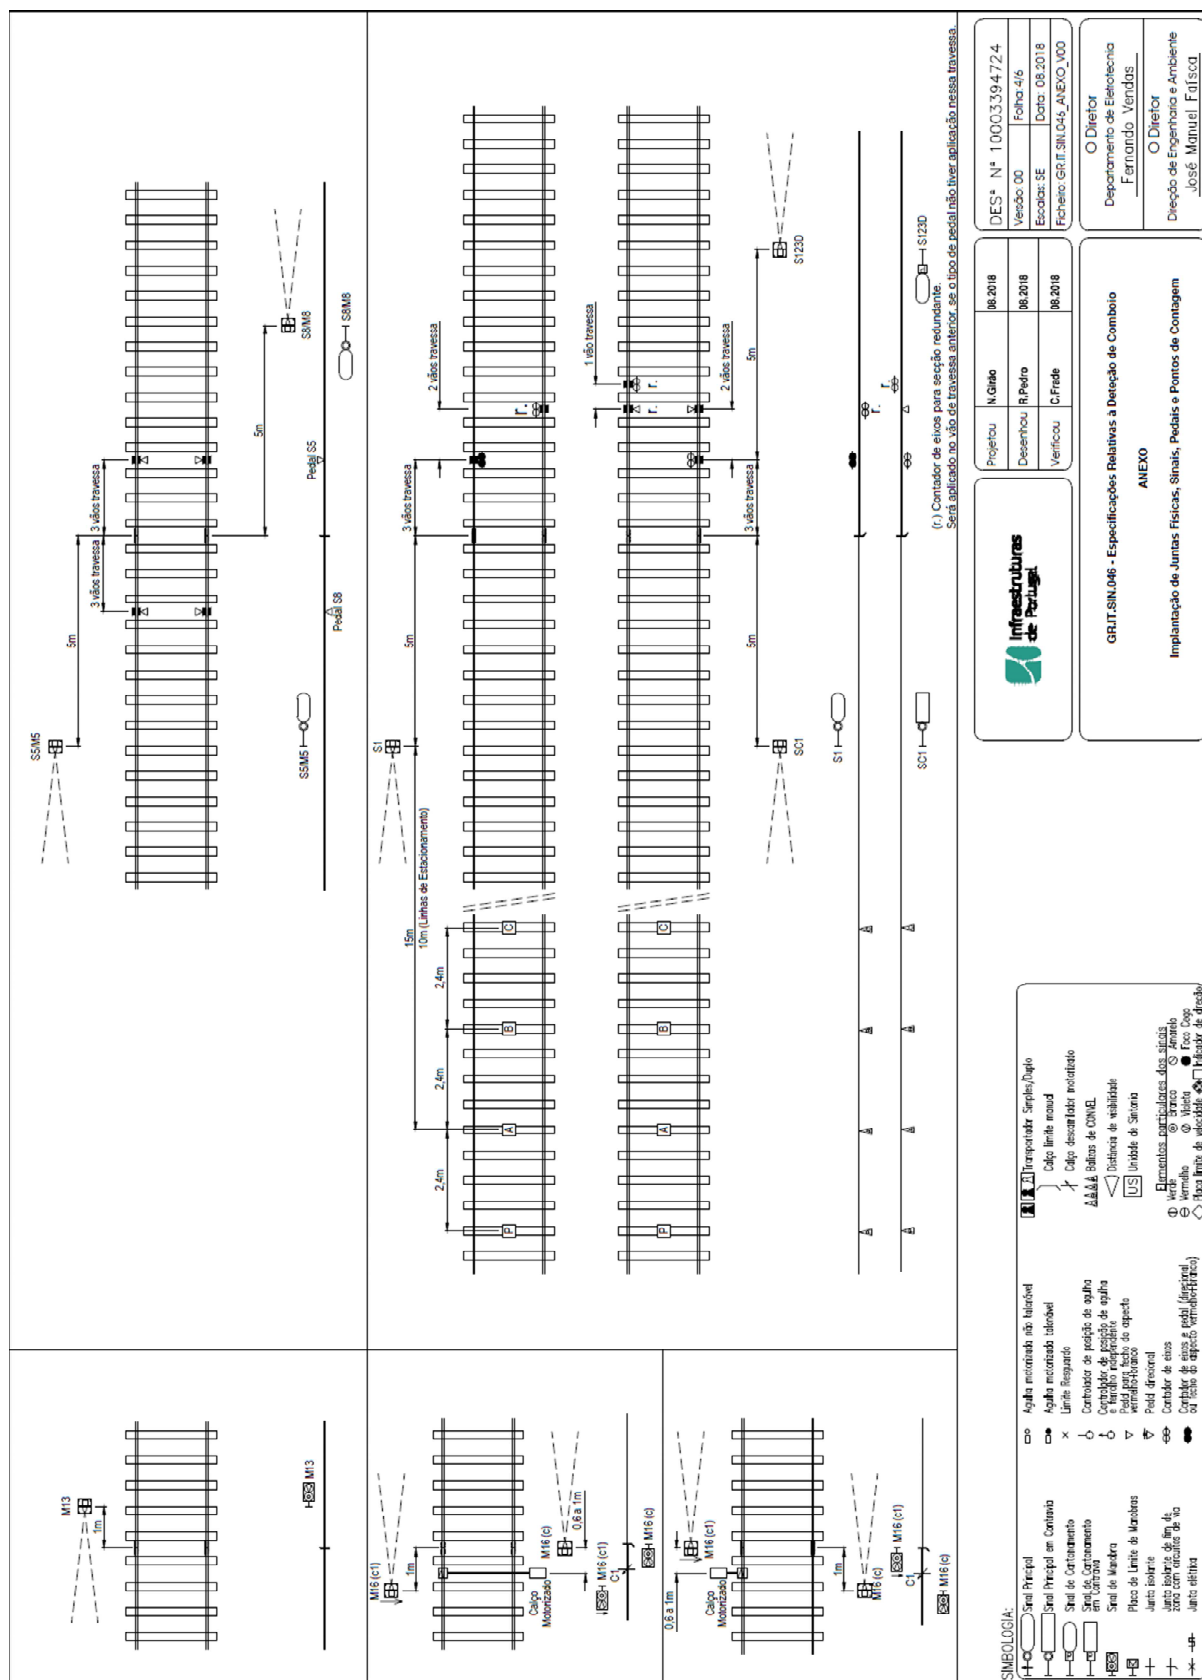 S5/M5
5m
3 vãos travessa
3 vãos travessa
5m
S8/M8
S5/M5
Pedal S8
Pedal S5
S8/M8
S1
15m
10m (Linhas de Estacionamento)
5m
3 vãos travessa
2 vãos travessa
2,4m
2,4m
2,4m
P
A
B
C
r.
1 vão travessa
P
A
B
C
r.
r.
5m
3 vãos travessa
2 vãos travessa
5m
SC1
S123D
S1
r.
r.
SC1
S123D
(r.) Contador de eixos para secção redundante.
Será aplicado no vão de travessa anterior, se o tipo de pedal não tiver aplicação nessa travessa.
M13
1m
M13
M16 (c1)
1m
Calço
Motorizado
M16 (c)
0,6 a 1m
M16 (c1)
C1
M16 (c)
0,6 a 1m
M16 (c1)
Calço
Motorizado
1m
M16 (c)
M16 (c1)
C1
M16 (c)
SIMBOLOGIA:
Sinal Principal
Sinal Principal em Contravia
Sinal de Cantonamento
Sinal de Cantonamento
em Contravia
Sinal de Manobra
Placa de Limite de Manobras
Junta isolante
Junta isolante de fim de
zona com circuitos de via
Junta elétrica
Agulha motorizada não talonável
Agulha motorizada talonável
Limite Resguardo
Controlador de posição de agulha
Controlador de posição de agulha
e ferrolho independente
Pedal para fecho do aspecto
vermelho-branco
Pedal direcional
Contador de eixos
Contador de eixos e pedal (direcional
ou fecho do aspecto vermelho-branco)
Transportador Simples/Duplo
Calço limite manual
Calço descarrilador motorizado
Balizas de CONVEL
Distância de visibilidade
US Unidade de Sintonia
Elementos particulares dos sinais
Verde
Branco
Amarelo
Vermelho
Violeta
Foco Cego
Placa limite de velocidade
Indicador de direção
Infraestruturas
de Portugal
Projetou N.Girão 08.2018
Desenhou R.Pedro 08.2018
Verificou C.Frade 08.2018
DESº Nº 10003394724
Versão: 00 Folha: 4/6
Escalas: SE Data: 08.2018
Ficheiro: GR.IT.SIN.046_ANEXO_V00
GR.IT.SIN.046 - Especificações Relativas à Deteção de Comboio
ANEXO
Implantação de Juntas Físicas, Sinais, Pedais e Pontos de Contagem
O Diretor
Departamento de Eletrotecnia
Fernando Vendas
O Diretor
Direção de Engenharia e Ambiente
José Manuel Faísca